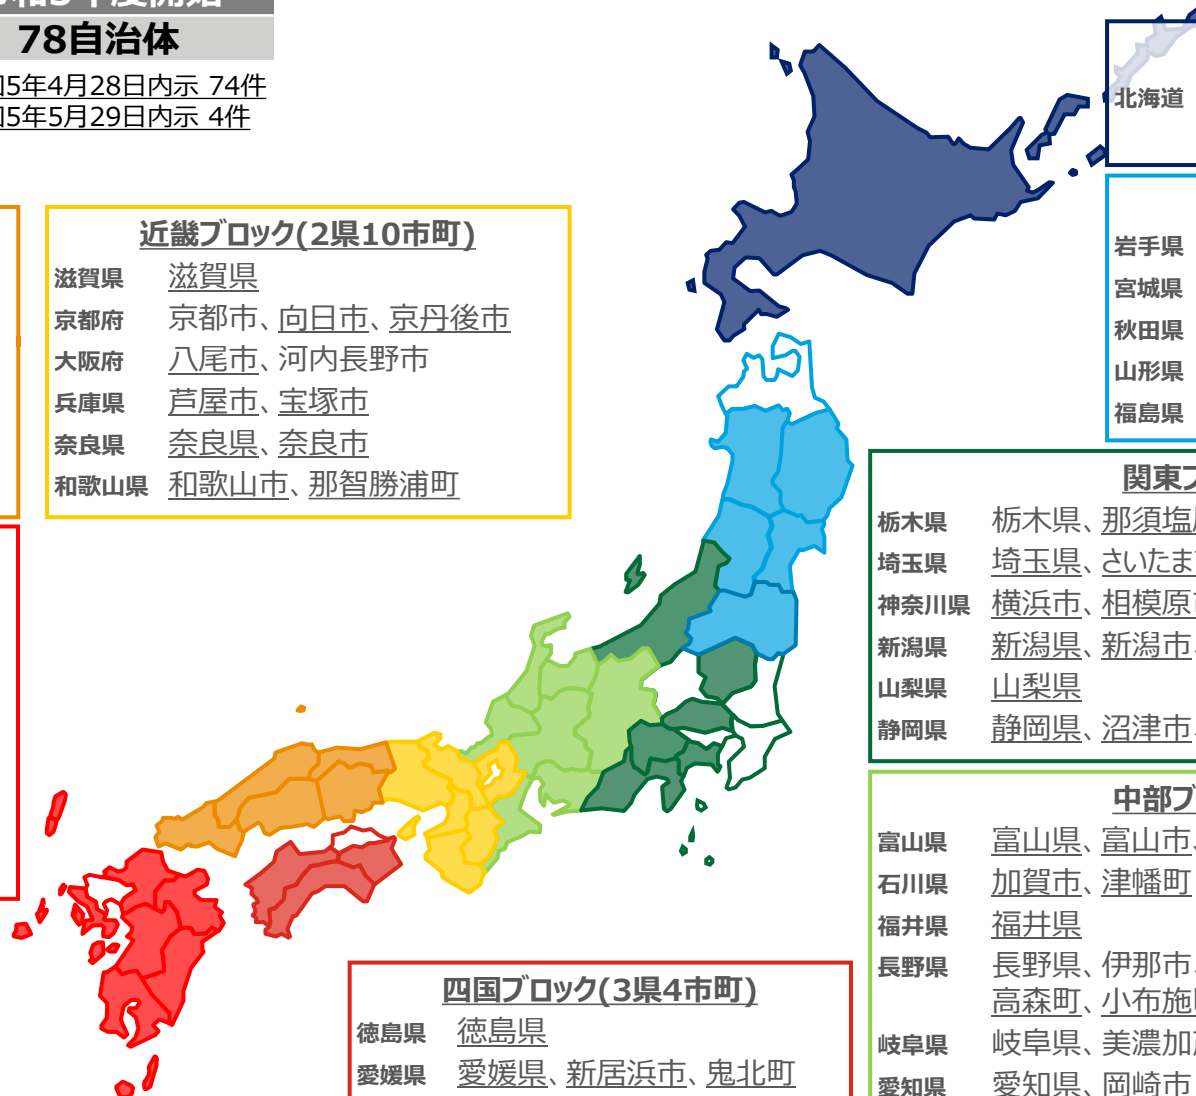 78自治体
5年4月28日内示 74件
5年5月29日内示 4件
北海道
岩手県
宮城県
秋田県
山形県
福島県
近畿ブロック(2県10市町)
滋賀県 滋賀県
京都府 京都市、向日市、京丹後市
大阪府 八尾市、河内長野市
兵庫県 芦屋市、宝塚市
奈良県 奈良県、奈良市
和歌山県 和歌山市、那智勝浦町
関東ブ
栃木県 栃木県、那須塩
埼玉県 埼玉県、さいたま
神奈川県 横浜市、相模原
新潟県 新潟県、新潟市、
山梨県 山梨県
静岡県 静岡県、沼津市、
中部ブ
富山県 富山県、富山市、
石川県 加賀市、津幡町
福井県 福井県
長野県 長野県、伊那市、
高森町、小布施
岐阜県 岐阜県、美濃加
愛知県 愛知県、岡崎市
四国ブロック(3県4市町)
徳島県 徳島県
愛媛県 愛媛県、新居浜市、鬼北町